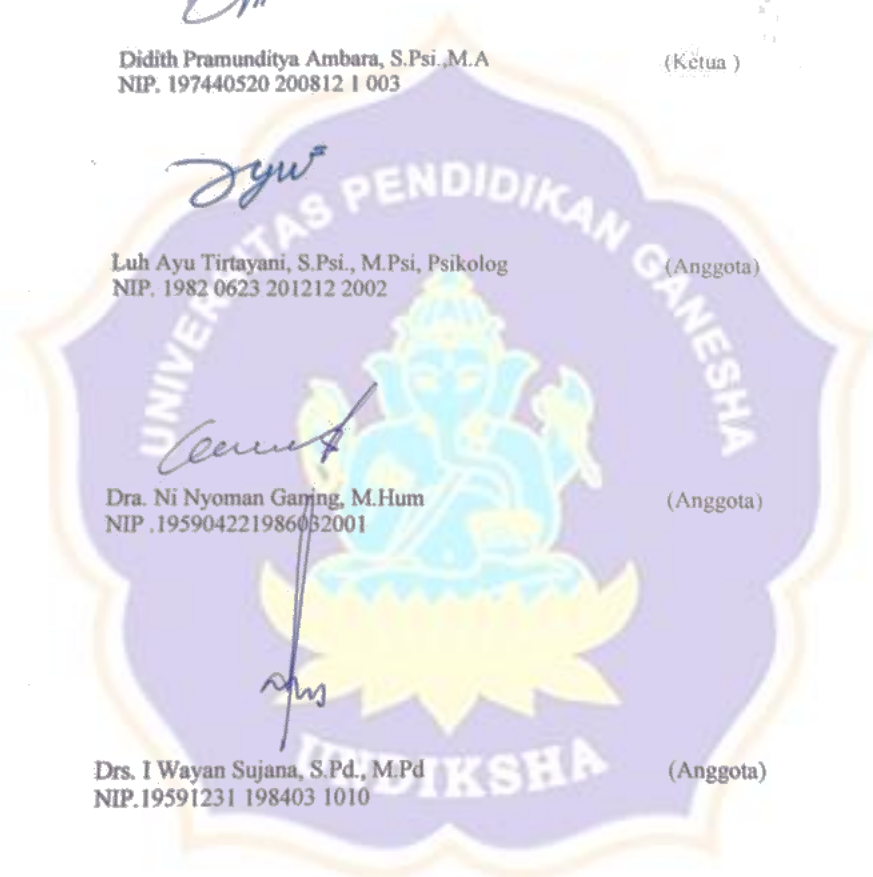 Didith Pramunditya Ambara, S.Psi.,M.A (Ketua )
NIP. 197440520 200812 1 003
UNIVERSITAS PENDIDIKAN GANESHA
Luh Ayu Tirtayani, S.Psi., M.Psi, Psikolog (Anggota)
NIP. 1982 0623 201212 2002
Dra. Ni Nyoman Ganing, M.Hum (Anggota)
NIP .195904221986032001
Drs. I Wayan Sujana, S.Pd., M.Pd (Anggota)
NIP.19591231 198403 1010
UNDIKSHA